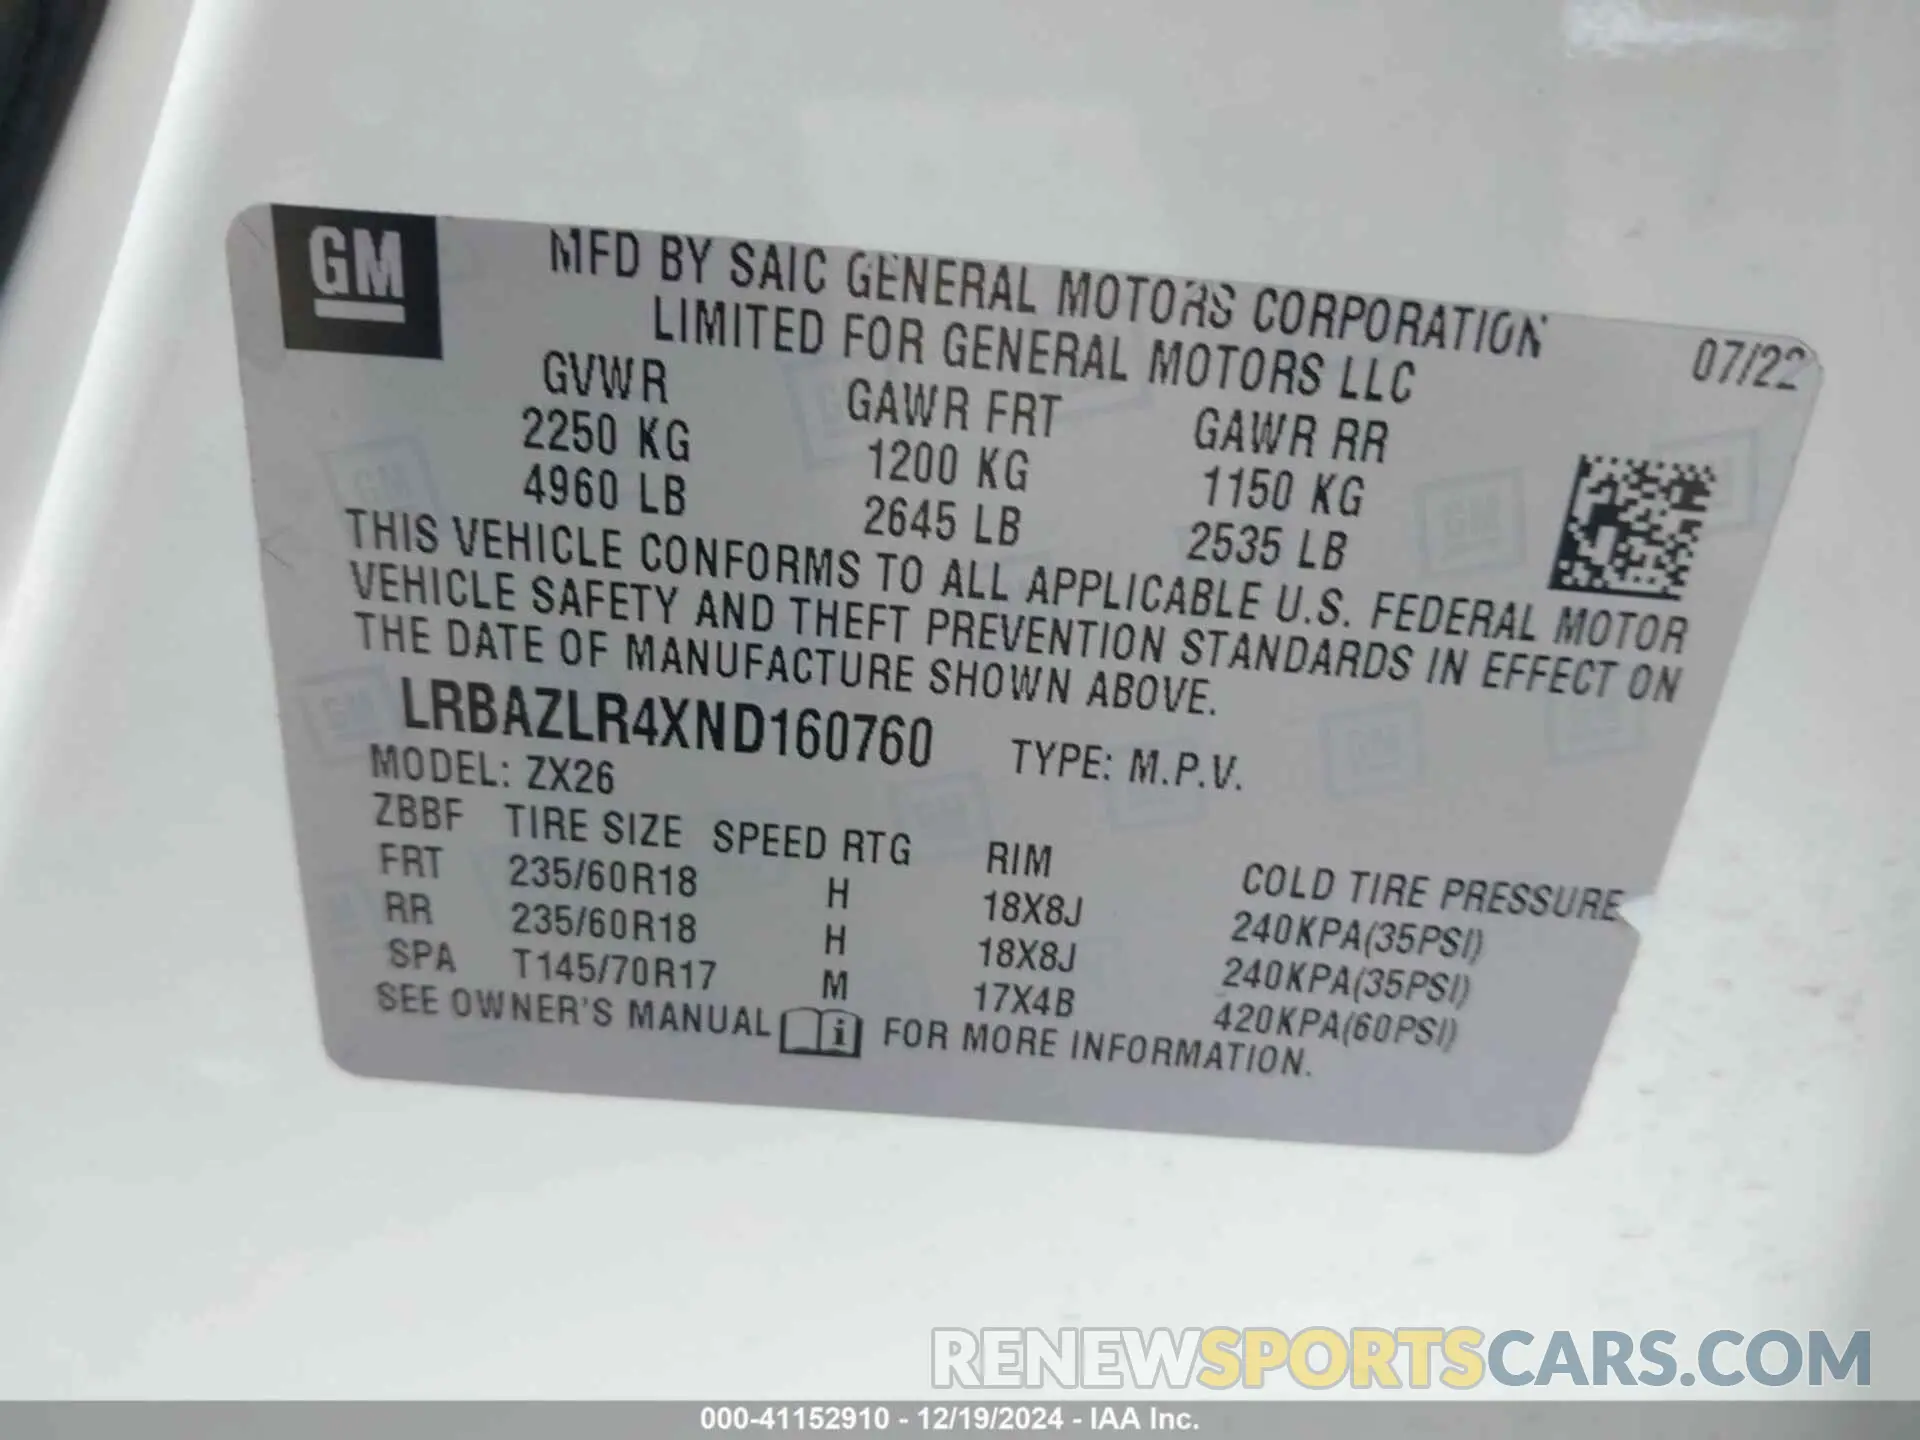 GM
MFD BY SAIC GENERAL MOTORS CORPORATION
LIMITED FOR GENERAL MOTORS LLC
07/22
GVWR GAWR FRT GAWR RR
2250 KG 1200 KG 1150 KG
4960 LB 2645 LB 2535 LB
THIS VEHICLE CONFORMS TO ALL APPLICABLE U.S. FEDERAL MOTOR
VEHICLE SAFETY AND THEFT PREVENTION STANDARDS IN EFFECT ON
THE DATE OF MANUFACTURE SHOWN ABOVE.
LRBAZLR4XND160760 TYPE: M.P.V.
MODEL: ZX26
ZBBF TIRE SIZE SPEED RTG RIM COLD TIRE PRESSURE
FRT 235/60R18 H 18X8J 240KPA(35PSI)
RR 235/60R18 H 18X8J 240KPA(35PSI)
SPA T145/70R17 M 17X4B 420KPA(60PSI)
SEE OWNER'S MANUAL i FOR MORE INFORMATION.
RENEWSPORTSCARS.COM
000-41152910 - 12/19/2024 - IAA Inc.